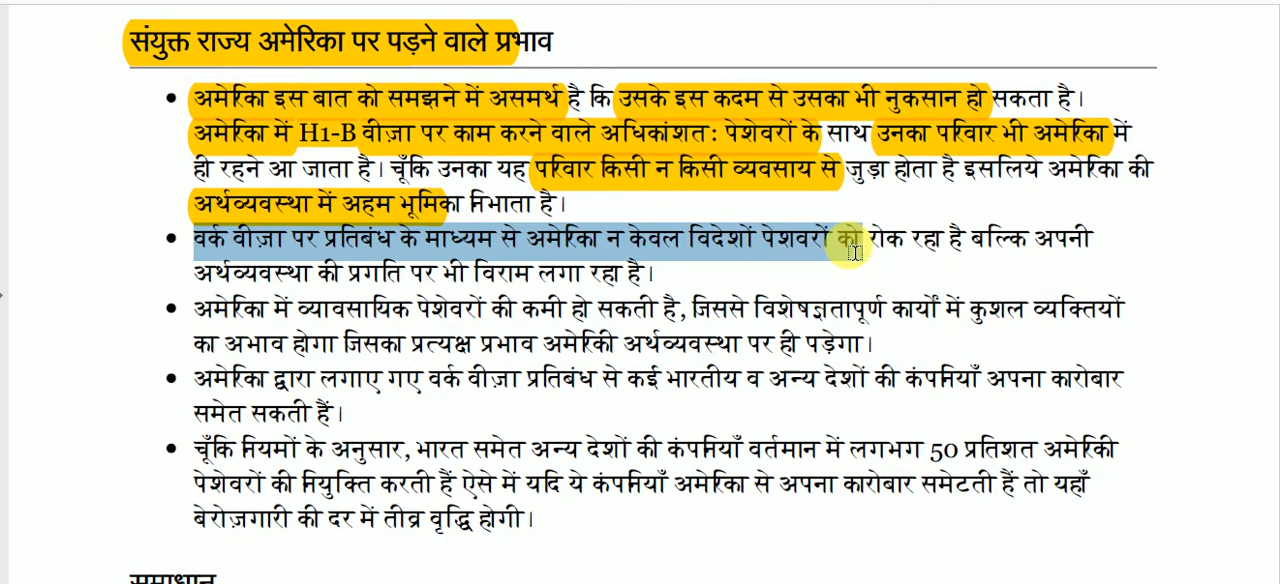 संयुक्त राज्य अमेरिका पर पड़ने वाले प्रभाव
• अमेरिका इस बात को समझने में असमर्थ है कि उसके इस कदम से उसका भी नुकसान हो सकता है।
अमेरिका में H1-B वीज़ा पर काम करने वाले अधिकांशत: पेशेवरों के साथ उनका परिवार भी अमेरिका में
ही रहने आ जाता है। चूँकि उनका यह परिवार किसी न किसी व्यवसाय से जुड़ा होता है इसलिये अमेरिका की
अर्थव्यवस्था में अहम भूमिका निभाता है।
• वर्क वीज़ा पर प्रतिबंध के माध्यम से अमेरिका न केवल विदेशों पेशवरों को रोक रहा है बल्कि अपनी
अर्थव्यवस्था की प्रगति पर भी विराम लगा रहा है।
• अमेरिका में व्यावसायिक पेशेवरों की कमी हो सकती है, जिससे विशेषज्ञतापूर्ण कार्यों में कुशल व्यक्तियों
का अभाव होगा जिसका प्रत्यक्ष प्रभाव अमेरिकी अर्थव्यवस्था पर ही पड़ेगा।
• अमेरिका द्वारा लगाए गए वर्क वीज़ा प्रतिबंध से कई भारतीय व अन्य देशों की कंपनियाँ अपना कारोबार
समेत सकती हैं।
• चूँकि नियमों के अनुसार, भारत समेत अन्य देशों की कंपनियाँ वर्तमान में लगभग 50 प्रतिशत अमेरिकी
पेशेवरों की नियुक्ति करती हैं ऐसे में यदि ये कंपनियाँ अमेरिका से अपना कारोबार समेटती हैं तो यहाँ
बेरोज़गारी की दर में तीव्र वृद्धि होगी।
समाधान